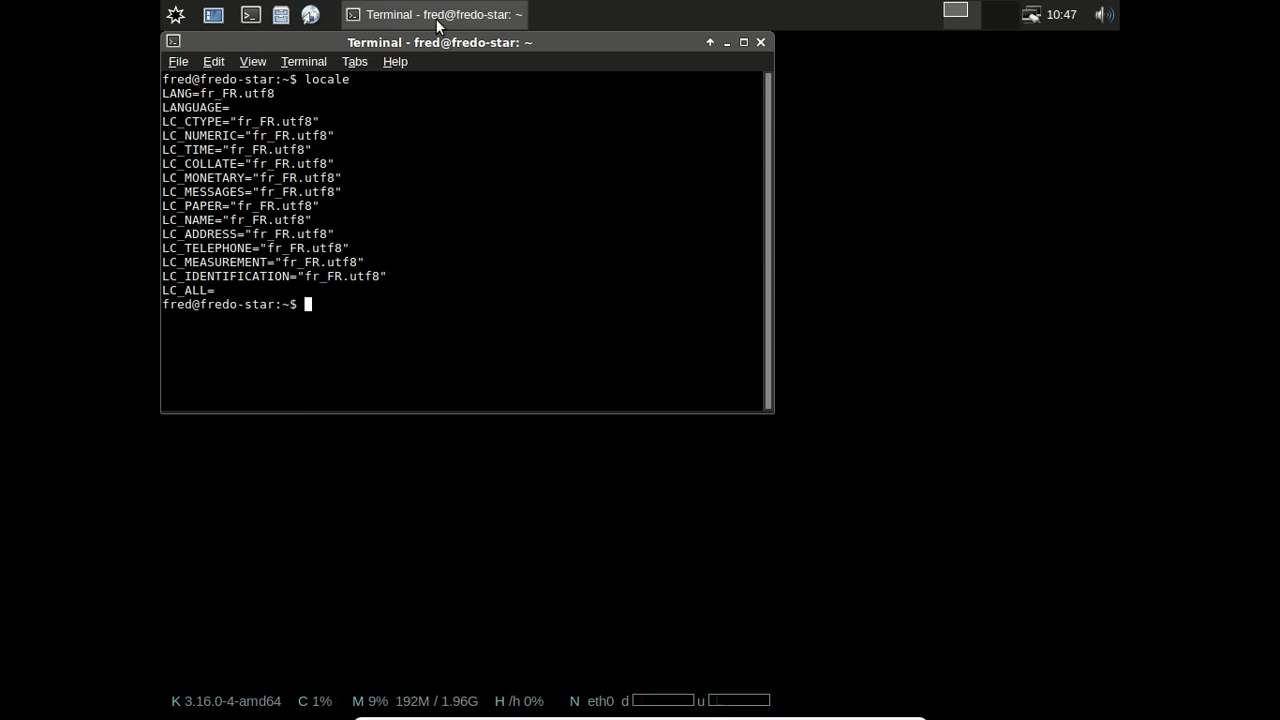 Terminal - fred@fredo-star: ~
10:47
Terminal - fred@fredo-star: ~
File Edit View Terminal Tabs Help
fred@fredo-star:~$ locale
LANG=fr_FR.utf8
LANGUAGE=
LC_CTYPE="fr_FR.utf8"
LC_NUMERIC="fr_FR.utf8"
LC_TIME="fr_FR.utf8"
LC_COLLATE="fr_FR.utf8"
LC_MONETARY="fr_FR.utf8"
LC_MESSAGES="fr_FR.utf8"
LC_PAPER="fr_FR.utf8"
LC_NAME="fr_FR.utf8"
LC_ADDRESS="fr_FR.utf8"
LC_TELEPHONE="fr_FR.utf8"
LC_MEASUREMENT="fr_FR.utf8"
LC_IDENTIFICATION="fr_FR.utf8"
LC_ALL=
fred@fredo-star:~$
K 3.16.0-4-amd64 C 1% M 9% 192M / 1.96G H /h 0% N eth0 d u